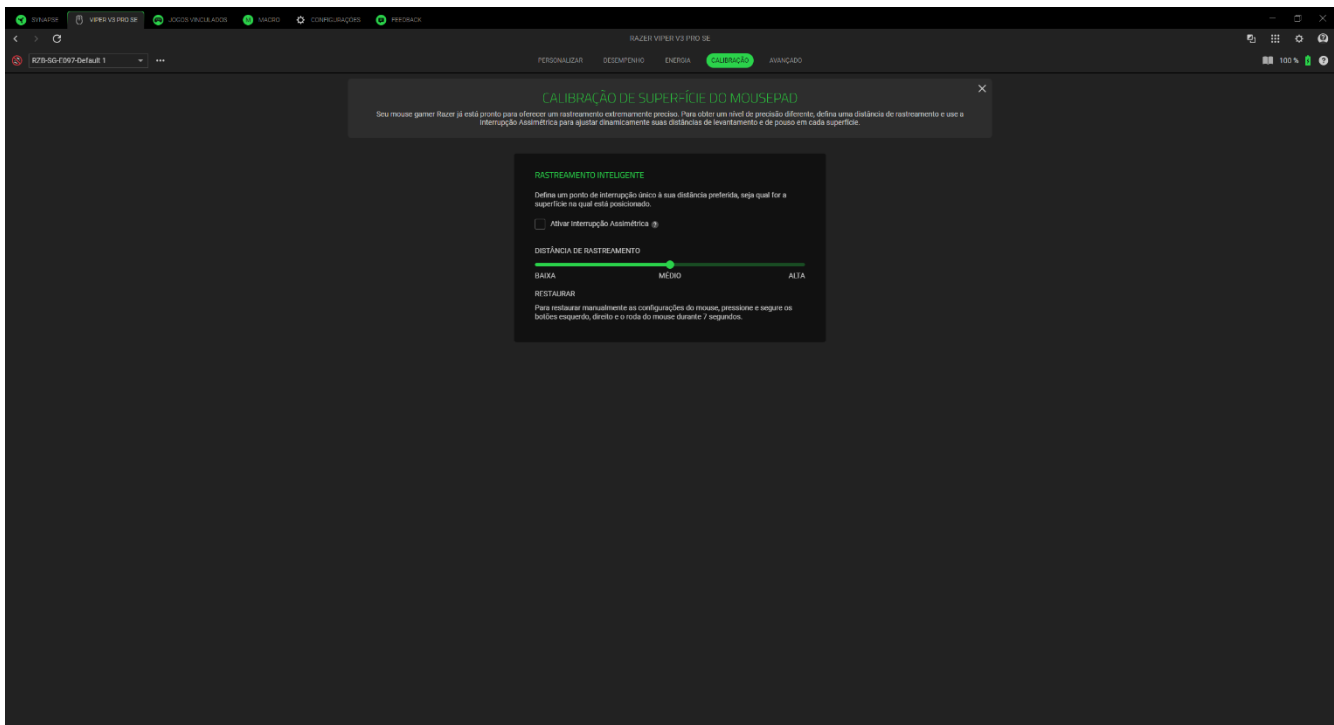 SYNAPSE
VIPER V3 PRO SE
JOGOS VINCULADOS
MACRO
CONFIGURAÇÕES
FEEDBACK
RAZER VIPER V3 PRO SE
RZB-SG-E097-Default 1
PERSONALIZAR
DESEMPENHO
ENERGIA
CALIBRAÇÃO
AVANÇADO
100 %
CALIBRAÇÃO DE SUPERFÍCIE DO MOUSEPAD
Seu mouse gamer Razer já está pronto para oferecer um rastreamento extremamente preciso. Para obter um nível de precisão diferente, defina uma distância de rastreamento e use a
Interrupção Assimétrica para ajustar dinamicamente suas distâncias de levantamento e de pouso em cada superfície.
RASTREAMENTO INTELIGENTE
Defina um ponto de interrupção único à sua distância preferida, seja qual for a
superfície na qual está posicionado.
Ativar Interrupção Assimétrica
DISTÂNCIA DE RASTREAMENTO
BAIXA
MÉDIO
ALTA
RESTAURAR
Para restaurar manualmente as configurações do mouse, pressione e segure os
botões esquerdo, direito e o roda do mouse durante 7 segundos.